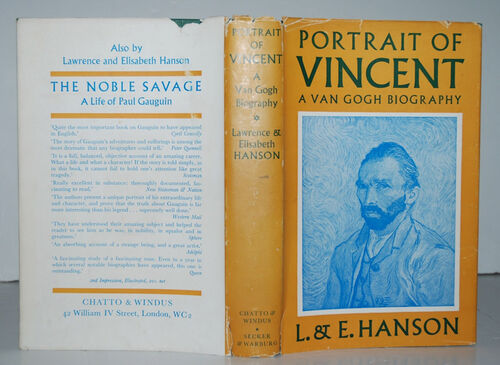 Also by
Lawrence and Elisabeth Hanson
THE NOBLE SAVAGE
A Life of Paul Gauguin
'Quite the most important book on Gauguin to have appeared
in English.' Cyril Connolly
'The story of Gauguin's adventures and sufferings is among the
most dramatic that any biographer could tell.' Peter Quennell
'It is a full, balanced, objective account of an amazing career.
What a life and what a character! If the story is told simply, as
in this book, it cannot fail to hold one's attention like great
tragedy.' Statesman
'Really excellent in substance: thoroughly documented, fas-
cinating to read.' New Statesman & Nation
'The authors present a unique portrait of his extraordinary life
and character, and prove that the truth about Gauguin is far
more interesting than his legend . . . supremely well done.'
Western Mail
'They have understood their amazing subject and helped the
reader to see him as he was, in nobility, in squalor and in
greatness.' Sphere
'An absorbing account of a strange being, and a great artist.'
Adelphi
'A fascinating study of a fascinating man. Even in a year in
which several notable biographies have appeared, this one is
outstanding.' Queen
2nd Impression, Illustrated, net
CHATTO & WINDUS
42 William IV Street, London, WC2
PORTRAIT
OF
VINCENT
A
Van Gogh
Biography
Lawrence &
Elisabeth
HANSON
CHATTO &
WINDUS
SECKER
& WARBURG
PORTRAIT OF
VINCENT
A VAN GOGH BIOGRAPHY
L. & E. HANSON